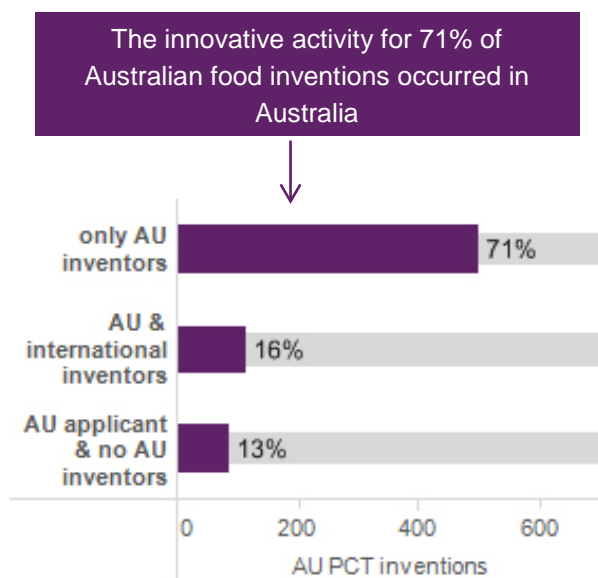 The innovative activity for 71% of
Australian food inventions occurred in
Australia
only AU
inventors
71%
AU &
international
inventors
16%
AU applicant
& no AU
inventors
13%
0 200 400 600
AU PCT inventions